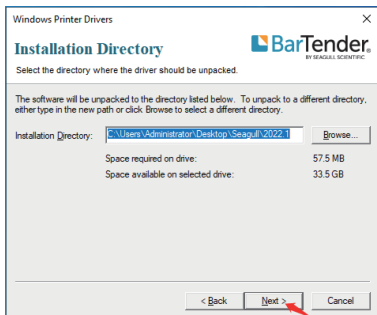 Windows Printer Drivers
Installation Directory
BarTender.
BY SEAGULL SCIENTIFIC
Select the directory where the driver should be unpacked.
The software will be unpacked to the directory listed below. To unpack to a different directory,
either type in the new path or click Browse to select a different directory.
Installation Directory: C:\Users\Administrator\Desktop\Seagull\2022.1 Browse...
Space required on drive: 57.5 MB
Space available on selected drive: 33.5 GB
< Back Next > Cancel